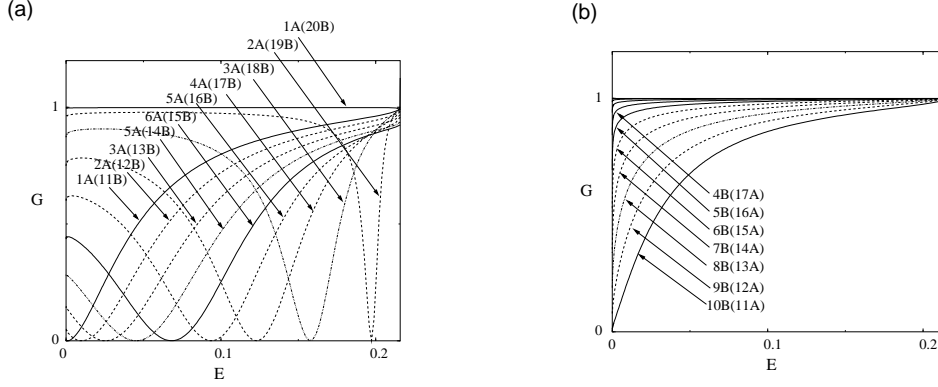 (a)
1A(20B)
2A(19B)
3A(18B)
4A(17B)
5A(16B)
6A(15B)
5A(14B)
3A(13B)
2A(12B)
1A(11B)
1
G
0
0
0.1
0.2
E
(b)
1
G
0
4B(17A)
5B(16A)
6B(15A)
7B(14A)
8B(13A)
9B(12A)
10B(11A)
0
0.1
0.2
E